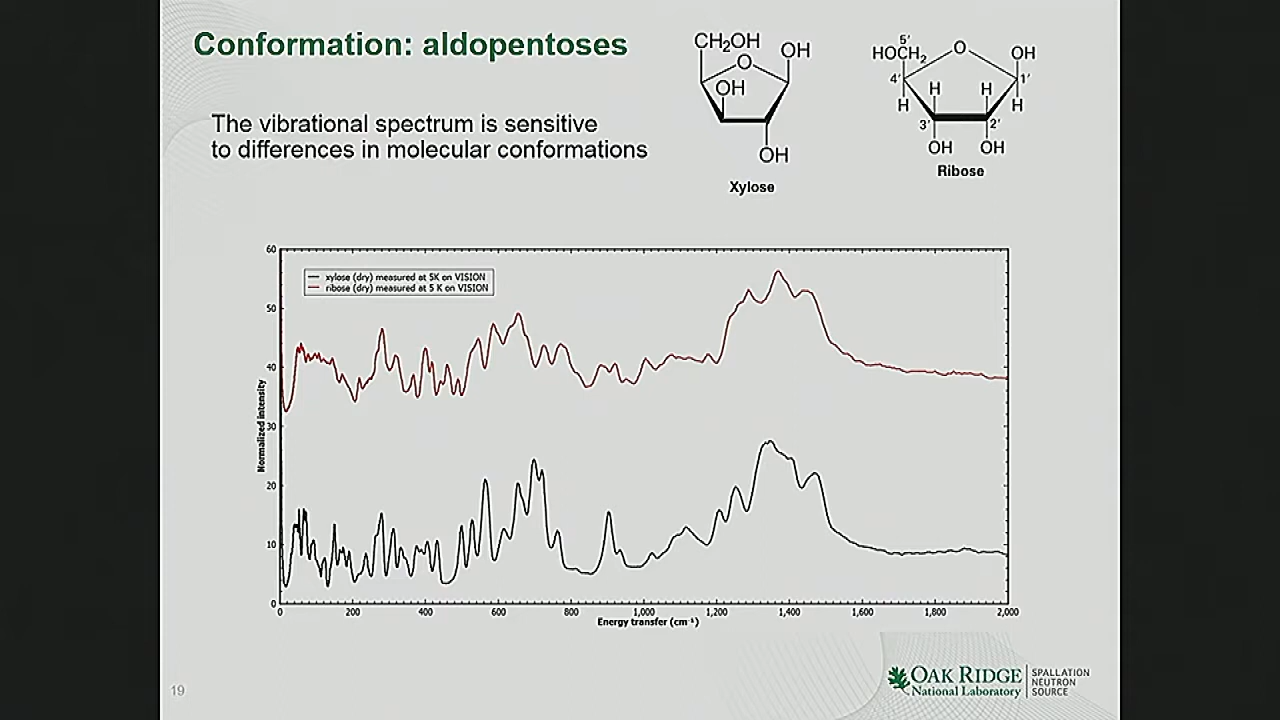 Conformation: aldopentoses
The vibrational spectrum is sensitive
to differences in molecular conformations
CH2OH
OH
O
OH
OH
Xylose
5'
HOCH2
O
OH
4'
1'
H
H
H
H
3'
2'
OH
OH
Ribose
60
50
40
30
20
10
0
Normalized intensity
xylose (dry) measured at 5K on VISION
ribose (dry) measured at 5 K on VISION
0
200
400
600
800
1,000
1,200
1,400
1,600
1,800
2,000
Energy transfer (cm⁻¹)
19
OAK RIDGE
National Laboratory
SPALLATION
NEUTRON
SOURCE